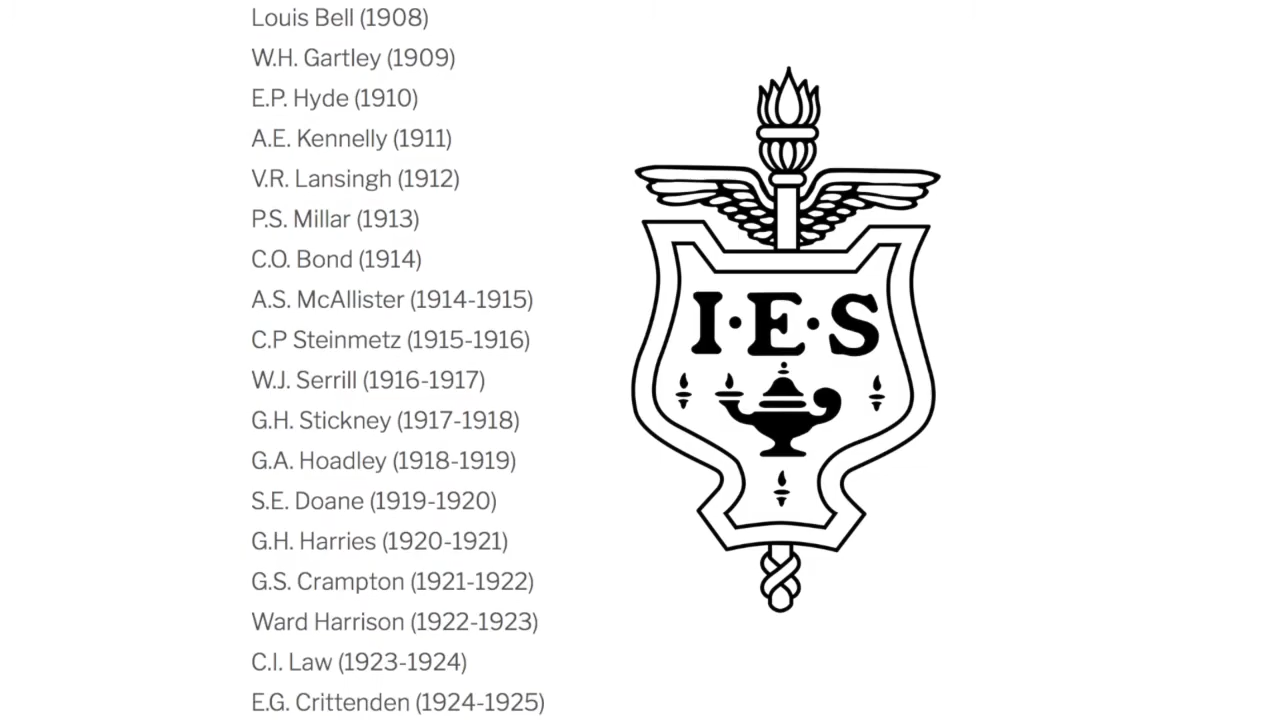 Louis Bell (1908)
W.H. Gartley (1909)
E.P. Hyde (1910)
A.E. Kennelly (1911)
V.R. Lansingh (1912)
P.S. Millar (1913)
C.O. Bond (1914)
A.S. McAllister (1914-1915)
C.P Steinmetz (1915-1916)
W.J. Serrill (1916-1917)
G.H. Stickney (1917-1918)
G.A. Hoadley (1918-1919)
S.E. Doane (1919-1920)
G.H. Harries (1920-1921)
G.S. Crampton (1921-1922)
Ward Harrison (1922-1923)
C.I. Law (1923-1924)
E.G. Crittenden (1924-1925)
I·E·S